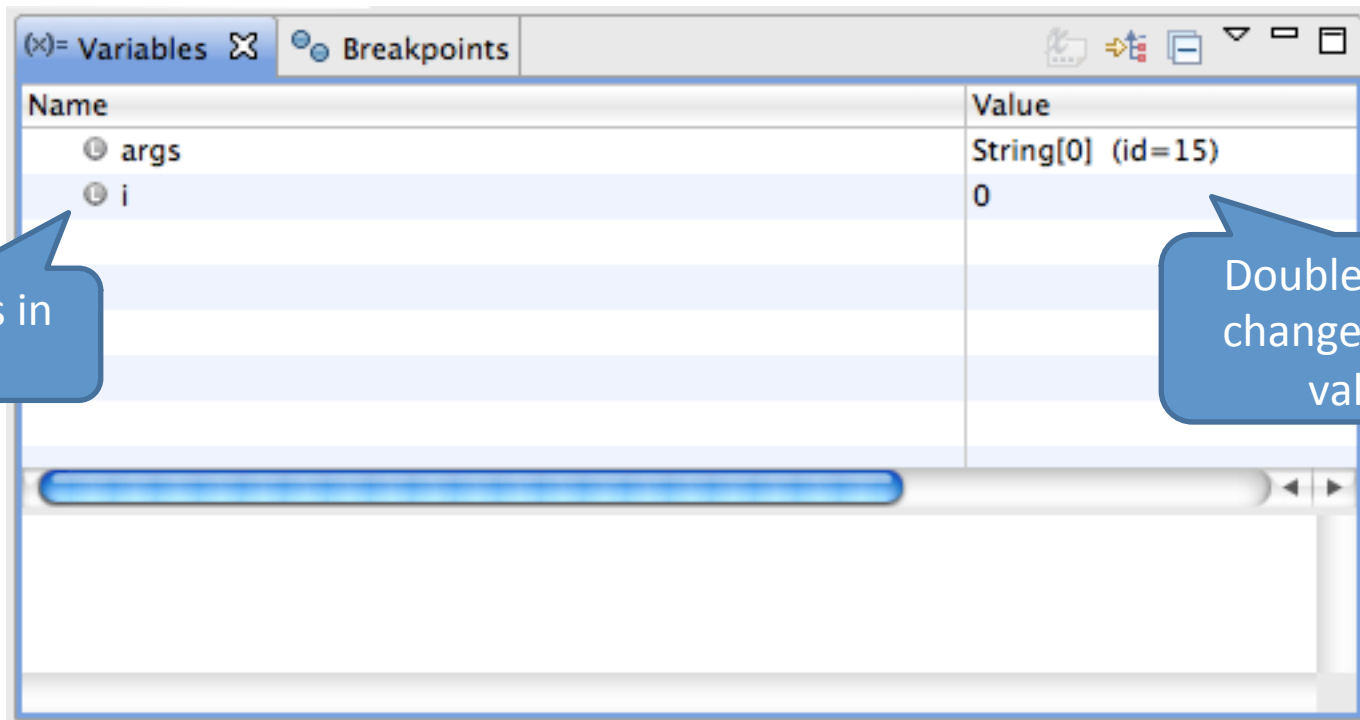 (x)= Variables Breakpoints
Name Value
args String[0] (id=15)
i 0
s in
Double
change
val